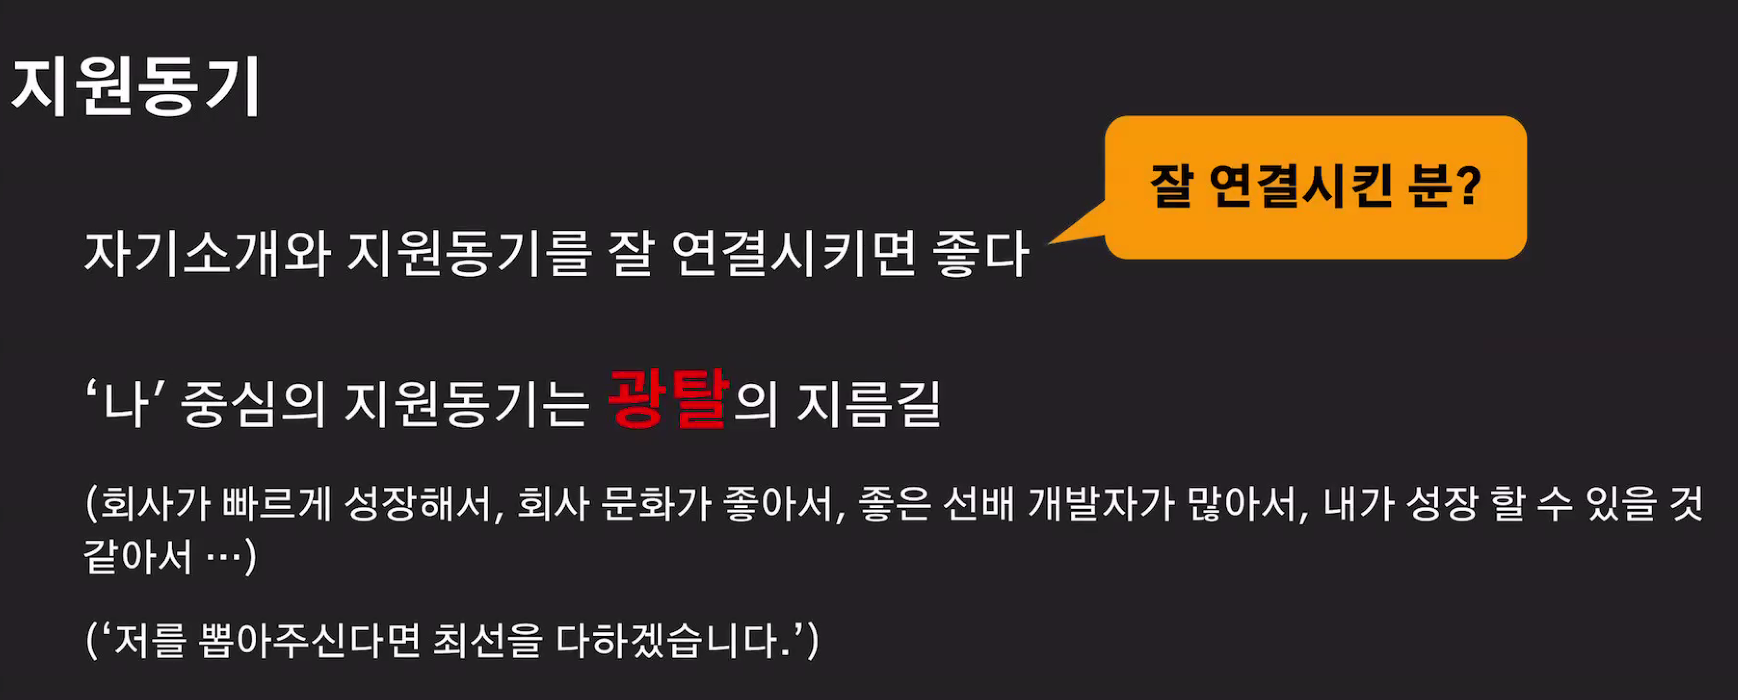 지원동기
잘 연결시킨 분?
자기소개와 지원동기를 잘 연결시키면 좋다
‘나’ 중심의 지원동기는 광탈의 지름길
(회사가 빠르게 성장해서, 회사 문화가 좋아서, 좋은 선배 개발자가 많아서, 내가 성장 할 수 있을 것
같아서 …)
(‘저를 뽑아주신다면 최선을 다하겠습니다.’)